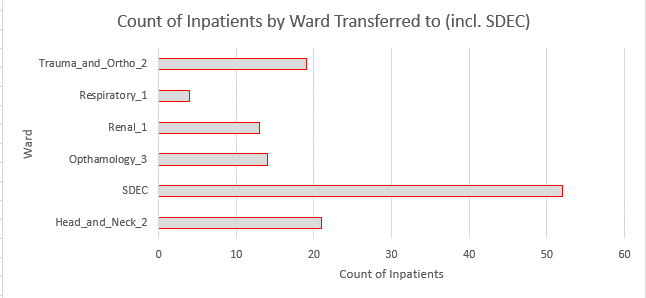 Count of Inpatients by Ward Transferred to (incl. SDEC)
Trauma_and_Ortho_2
Respiratory_1
Renal_1
Opthamology_3
SDEC
Head_and_Neck_2
Ward
0 10 20 30 40 50 60
Count of Inpatients